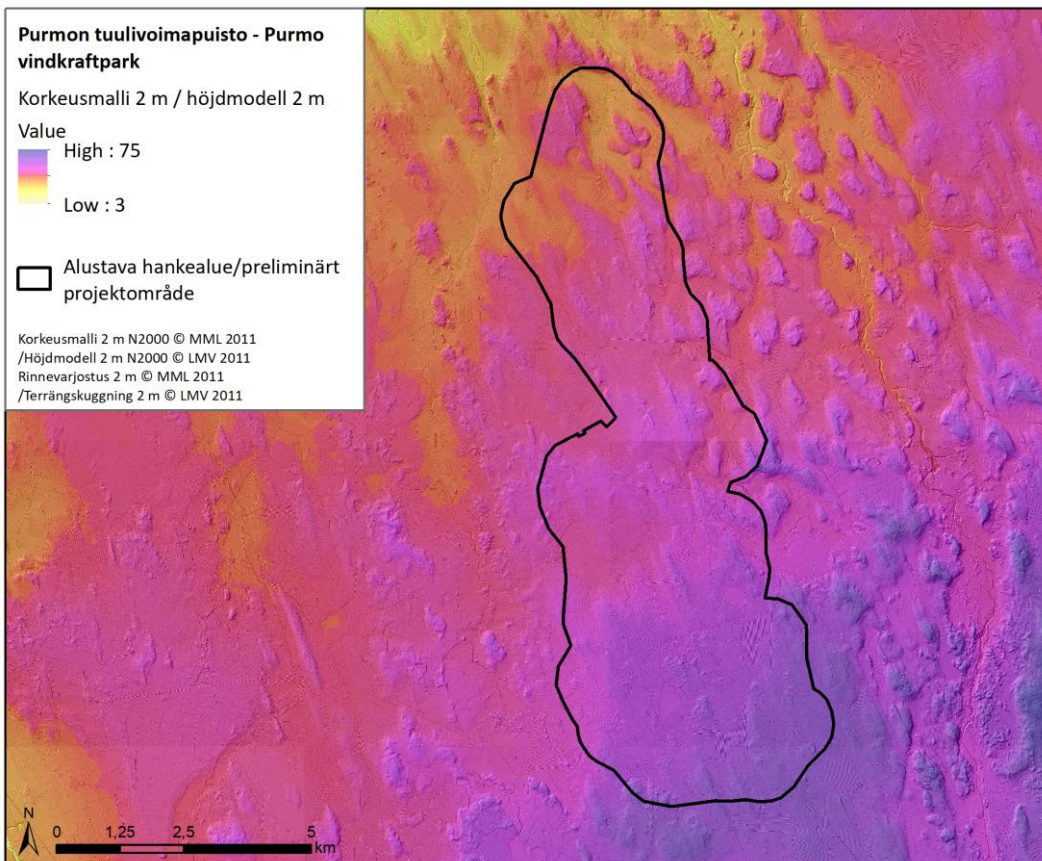 Purmon tuulivoimapuisto - Purmo
vindkraftpark
Korkeusmalli 2 m / höjdmodell 2 m
Value
High : 75
Low : 3
Alustava hankealue/preliminärt
projektområde
Korkeusmalli 2 m N2000 © MML 2011
/Höjdmodell 2 m N2000 © LMV 2011
Rinnevarjostus 2 m © MML 2011
/Terrängskuggning 2 m © LMV 2011
N
0 1,25 2,5 5
km